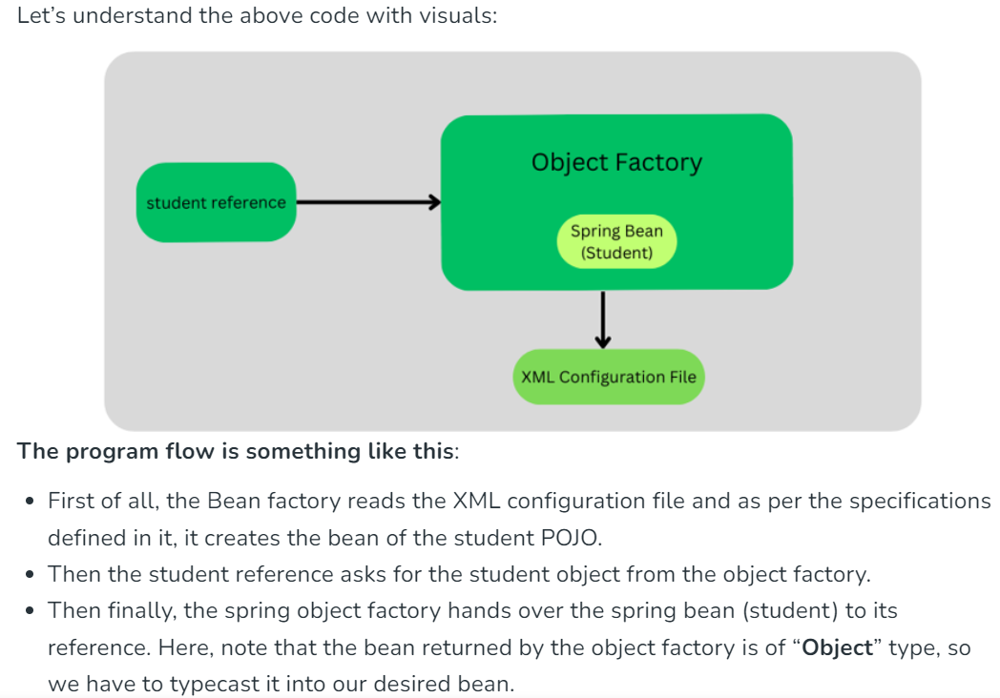 Let’s understand the above code with visuals:
Object Factory
student reference
Spring Bean
(Student)
XML Configuration File
The program flow is something like this:
• First of all, the Bean factory reads the XML configuration file and as per the specifications
defined in it, it creates the bean of the student POJO.
• Then the student reference asks for the student object from the object factory.
• Then finally, the spring object factory hands over the spring bean (student) to its
reference. Here, note that the bean returned by the object factory is of “Object” type, so
we have to typecast it into our desired bean.